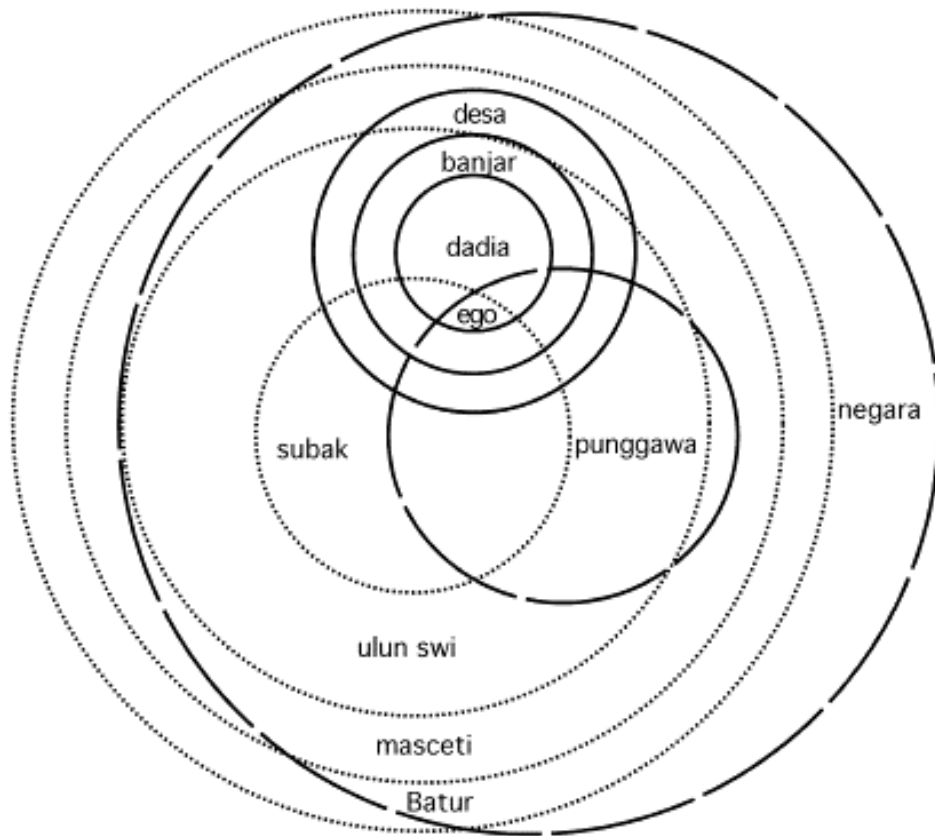 desa
banjar
dadia
ego
negara
subak
punggawa
ulun swi
masceti
Batur